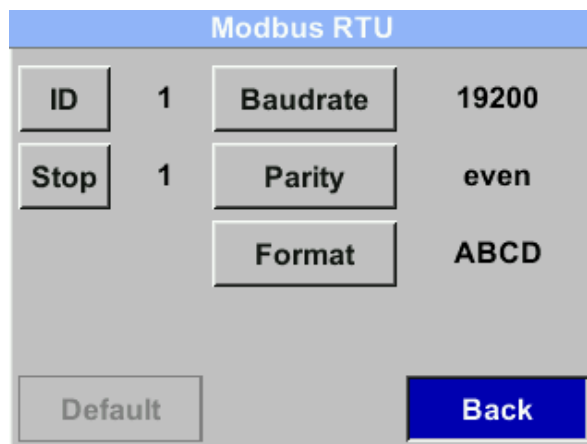 Modbus RTU
ID 1 Baudrate 19200
Stop 1 Parity even
Format ABCD
Default Back